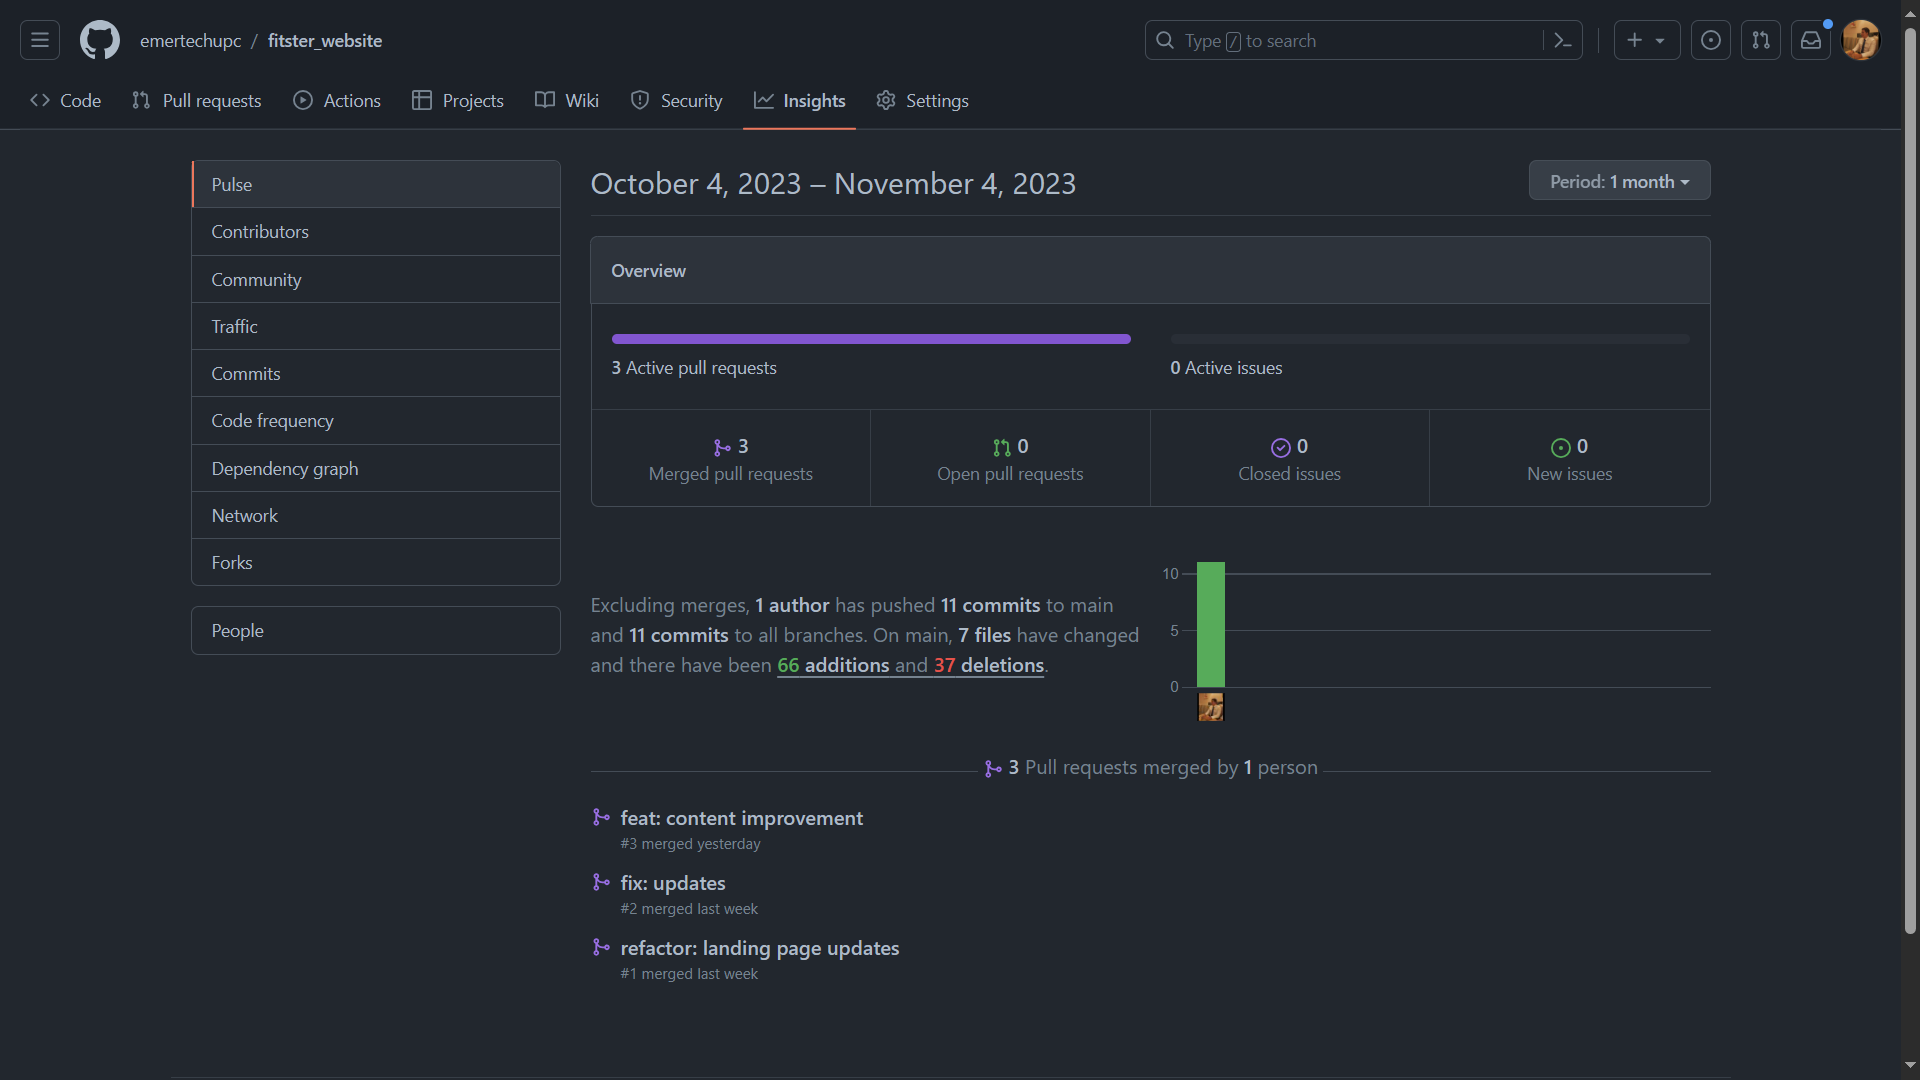 emertechupc / fitster_website
Type / to search
Code
Pull requests
Actions
Projects
Wiki
Security
Insights
Settings
Pulse
Contributors
Community
Traffic
Commits
Code frequency
Dependency graph
Network
Forks
People
October 4, 2023 – November 4, 2023
Period: 1 month
Overview
3 Active pull requests
0 Active issues
3
Merged pull requests
0
Open pull requests
0
Closed issues
0
New issues
Excluding merges, 1 author has pushed 11 commits to main
and 11 commits to all branches. On main, 7 files have changed
and there have been 66 additions and 37 deletions.
10
5
0
3 Pull requests merged by 1 person
feat: content improvement
#3 merged yesterday
fix: updates
#2 merged last week
refactor: landing page updates
#1 merged last week